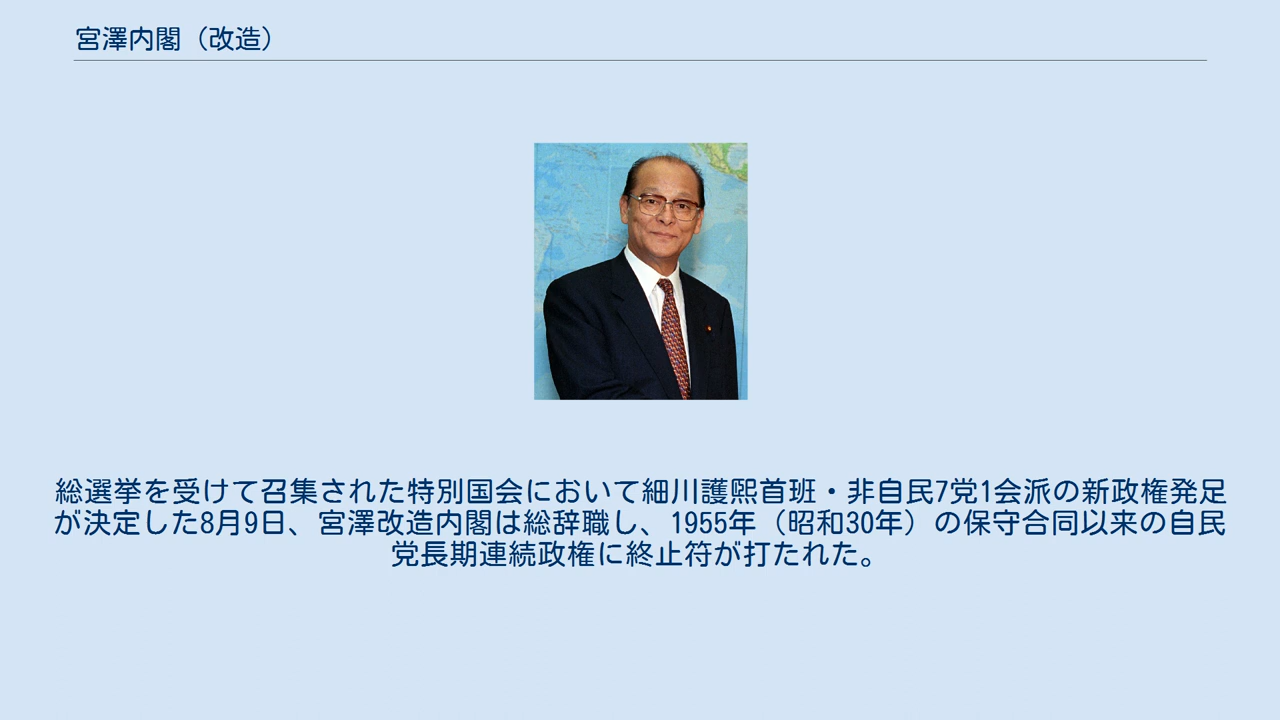 宮澤内閣（改造）
総選挙を受けて召集された特別国会において細川護熙首班・非自民7党1会派の新政権発足
が決定した8月9日、宮澤改造内閣は総辞職し、1955年（昭和30年）の保守合同以来の自民
党長期連続政権に終止符が打たれた。